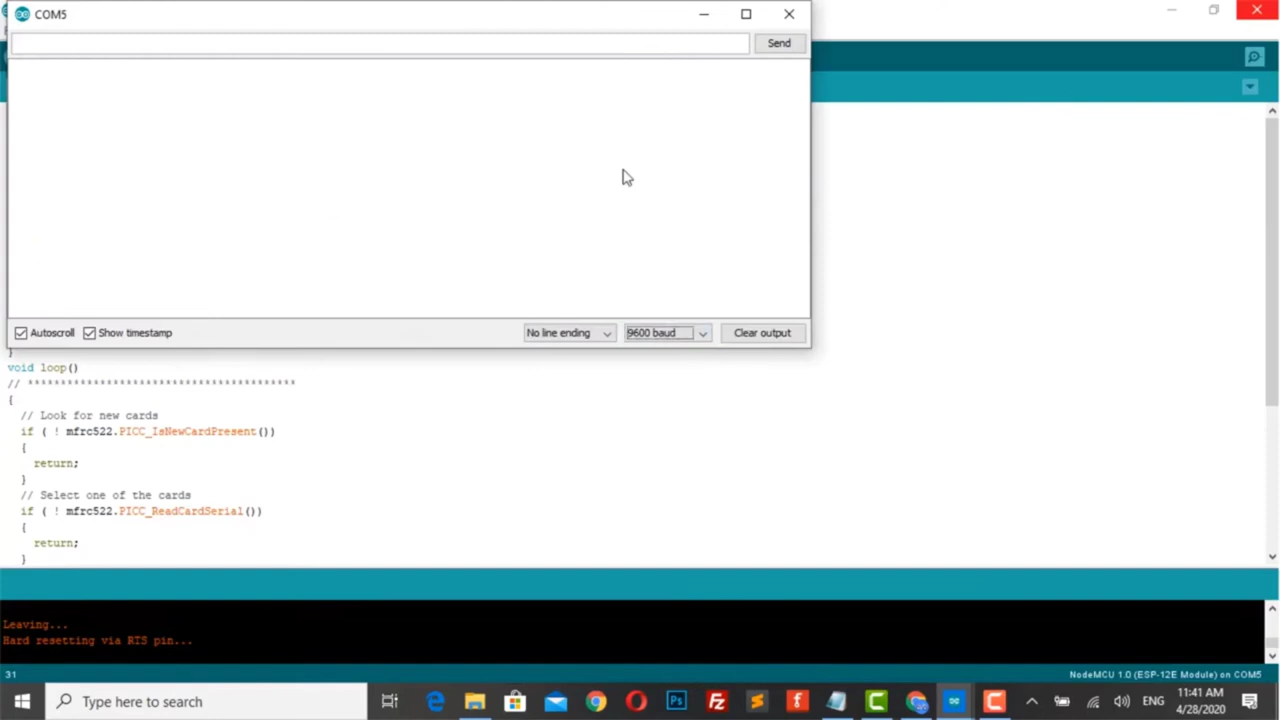 COM5
Send
Autoscroll
Show timestamp
No line ending
9600 baud
Clear output
}
void loop()
// ****************************************
{
// Look for new cards
if ( ! mfrc522.PICC_IsNewCardPresent())
{
return;
}
// Select one of the cards
if ( ! mfrc522.PICC_ReadCardSerial())
{
return;
}
Leaving...
Hard resetting via RTS pin...
31
NodeMCU 1.0 (ESP-12E Module) on COM5
Type here to search
Ps
Fz
ENG
11:41 AM
4/28/2020